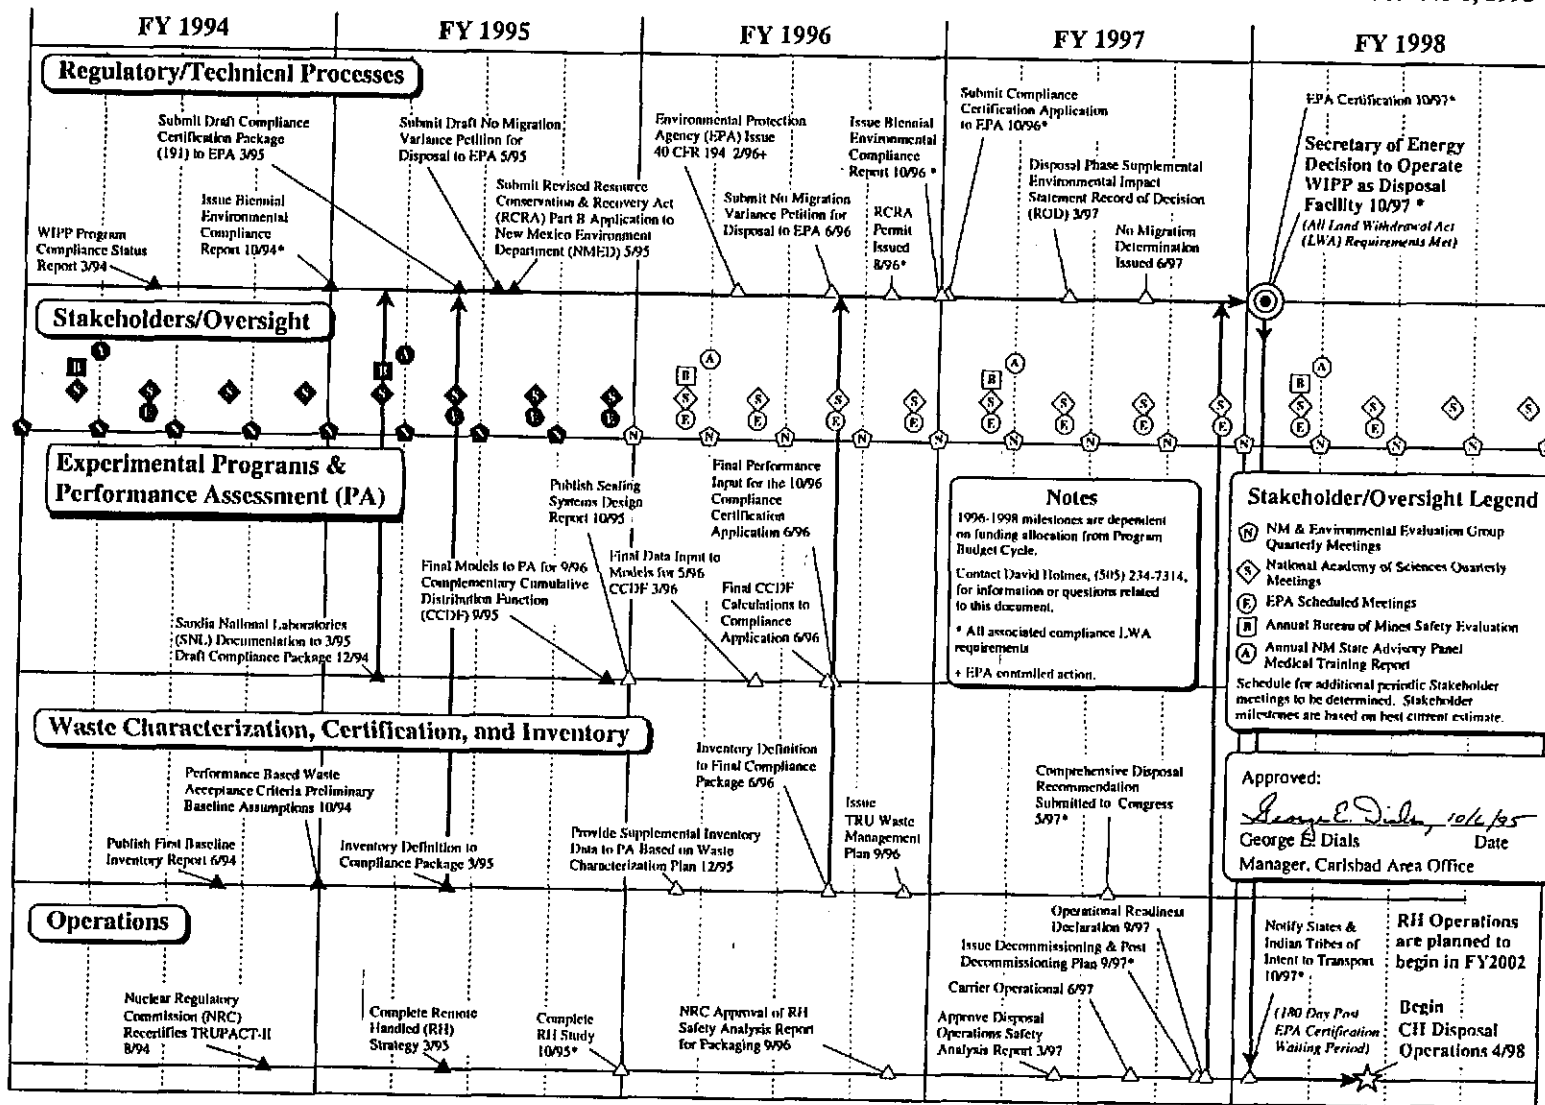 FY 1994
FY 1995
FY 1996
FY 1997
FY 1998
Regulatory/Technical Processes
WIPP Program
Compliance Status
Report 3/94
Issue Biennial
Environmental
Compliance
Report 10/94*
Submit Draft Compliance
Certification Package
(191) to EPA 3/95
Submit Draft No Migration
Variance Petition for
Disposal to EPA 5/95
Submit Revised Resource
Conservation & Recovery Act
(RCRA) Part B Application to
New Mexico Environment
Department (NMED) 5/95
Environmental Protection
Agency (EPA) Issue
40 CFR 194 2/96+
Submit No Migration
Variance Petition for
Disposal to EPA 6/96
Issue Biennial
Environmental
Compliance
Report 10/96 *
RCRA
Permit
Issued
8/96*
Submit Compliance
Certification Application
to EPA 10/96*
Disposal Phase Supplemental
Environmental Impact
Statement Record of Decision
(ROD) 3/97
No Migration
Determination
Issued 6/97
EPA Certification 10/97*
Secretary of Energy
Decision to Operate
WIPP as Disposal
Facility 10/97 *
(All Land Withdrawal Act
(LWA) Requirements Met)
Stakeholders/Oversight
Experimental Programs &
Performance Assessment (PA)
Sandia National Laboratories
(SNL) Documentation to 3/95
Draft Compliance Package 12/94
Final Models to PA for 9/96
Complementary Cumulative
Distribution Function
(CCDF) 9/95
Publish Sealing
Systems Design
Report 10/95
Final Data Input to
Models for 5/96
CCDF 3/96
Final Performance
Input for the 10/96
Compliance
Certification
Application 6/96
Final CCDF
Calculations to
Compliance
Application 6/96
Notes
1996-1998 milestones are dependent
on funding allocation from Program
Budget Cycle.
Contact David Holmes, (505) 234-7314,
for information or questions related
to this document.
* All associated compliance LWA
requirements
+ EPA controlled action.
Stakeholder/Oversight Legend
N NM & Environmental Evaluation Group
Quarterly Meetings
S National Academy of Sciences Quarterly
Meetings
E EPA Scheduled Meetings
B Annual Bureau of Mines Safety Evaluation
A Annual NM State Advisory Panel
Medical Training Report
Schedule for additional periodic Stakeholder
meetings to be determined. Stakeholder
milestones are based on best current estimate.
Waste Characterization, Certification, and Inventory
Publish First Baseline
Inventory Report 6/94
Performance Based Waste
Acceptance Criteria Preliminary
Baseline Assumptions 10/94
Inventory Definition to
Compliance Package 3/95
Provide Supplemental Inventory
Data to PA Based on Waste
Characterization Plan 12/95
Inventory Definition
to Final Compliance
Package 6/96
Issue
TRU Waste
Management
Plan 9/96
Comprehensive Disposal
Recommendation
Submitted to Congress
5/97*
Approved:
George E. Dials, 10/6/95
George E. Dials Date
Manager, Carlsbad Area Office
Operations
Nuclear Regulatory
Commission (NRC)
Recertifies TRUPACT-II
8/94
Complete Remote
Handled (RH)
Strategy 3/95
Complete
RH Study
10/95*
NRC Approval of RH
Safety Analysis Report
for Packaging 9/96
Approve Disposal
Operations Safety
Analysis Report 3/97
Carrier Operational 6/97
Issue Decommissioning & Post
Decommissioning Plan 9/97*
Operational Readiness
Declaration 9/97
Notify States &
Indian Tribes of
Intent to Transport
10/97*
(180 Day Post
EPA Certification
Waiting Period)
RH Operations
are planned to
begin in FY2002
Begin
CH Disposal
Operations 4/98